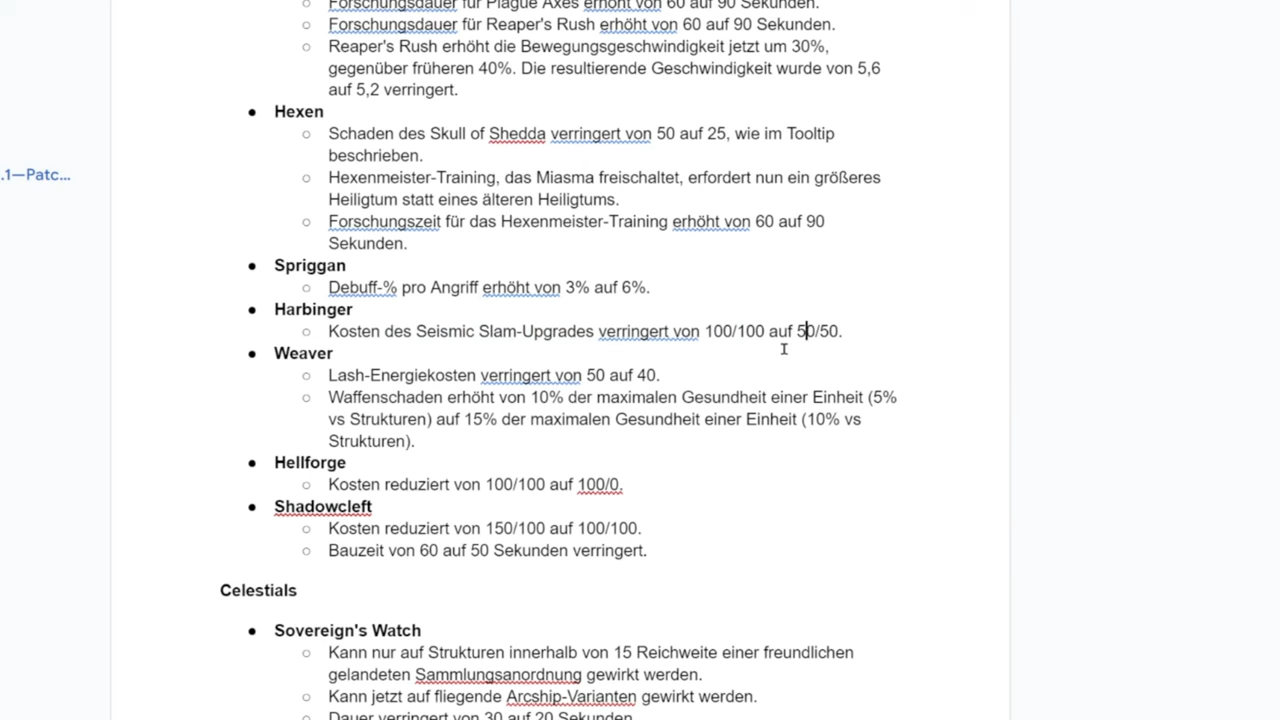 Forschungsdauer für Plague Axes erhöht von 60 auf 90 Sekunden.
Forschungsdauer für Reaper's Rush erhöht von 60 auf 90 Sekunden.
Reaper's Rush erhöht die Bewegungsgeschwindigkeit jetzt um 30%,
gegenüber früheren 40%. Die resultierende Geschwindigkeit wurde von 5,6
auf 5,2 verringert.
Hexen
Schaden des Skull of Shedda verringert von 50 auf 25, wie im Tooltip
beschrieben.
.1—Patc...
Hexenmeister-Training, das Miasma freischaltet, erfordert nun ein größeres
Heiligtum statt eines älteren Heiligtums.
Forschungszeit für das Hexenmeister-Training erhöht von 60 auf 90
Sekunden.
Spriggan
Debuff-% pro Angriff erhöht von 3% auf 6%.
Harbinger
Kosten des Seismic Slam-Upgrades verringert von 100/100 auf 50/50.
Weaver
Lash-Energiekosten verringert von 50 auf 40.
Waffenschaden erhöht von 10% der maximalen Gesundheit einer Einheit (5%
vs Strukturen) auf 15% der maximalen Gesundheit einer Einheit (10% vs
Strukturen).
Hellforge
Kosten reduziert von 100/100 auf 100/0.
Shadowcleft
Kosten reduziert von 150/100 auf 100/100.
Bauzeit von 60 auf 50 Sekunden verringert.
Celestials
Sovereign's Watch
Kann nur auf Strukturen innerhalb von 15 Reichweite einer freundlichen
gelandeten Sammlungsanordnung gewirkt werden.
Kann jetzt auf fliegende Arcship-Varianten gewirkt werden.
Dauer verringert von 30 auf 20 Sekunden.